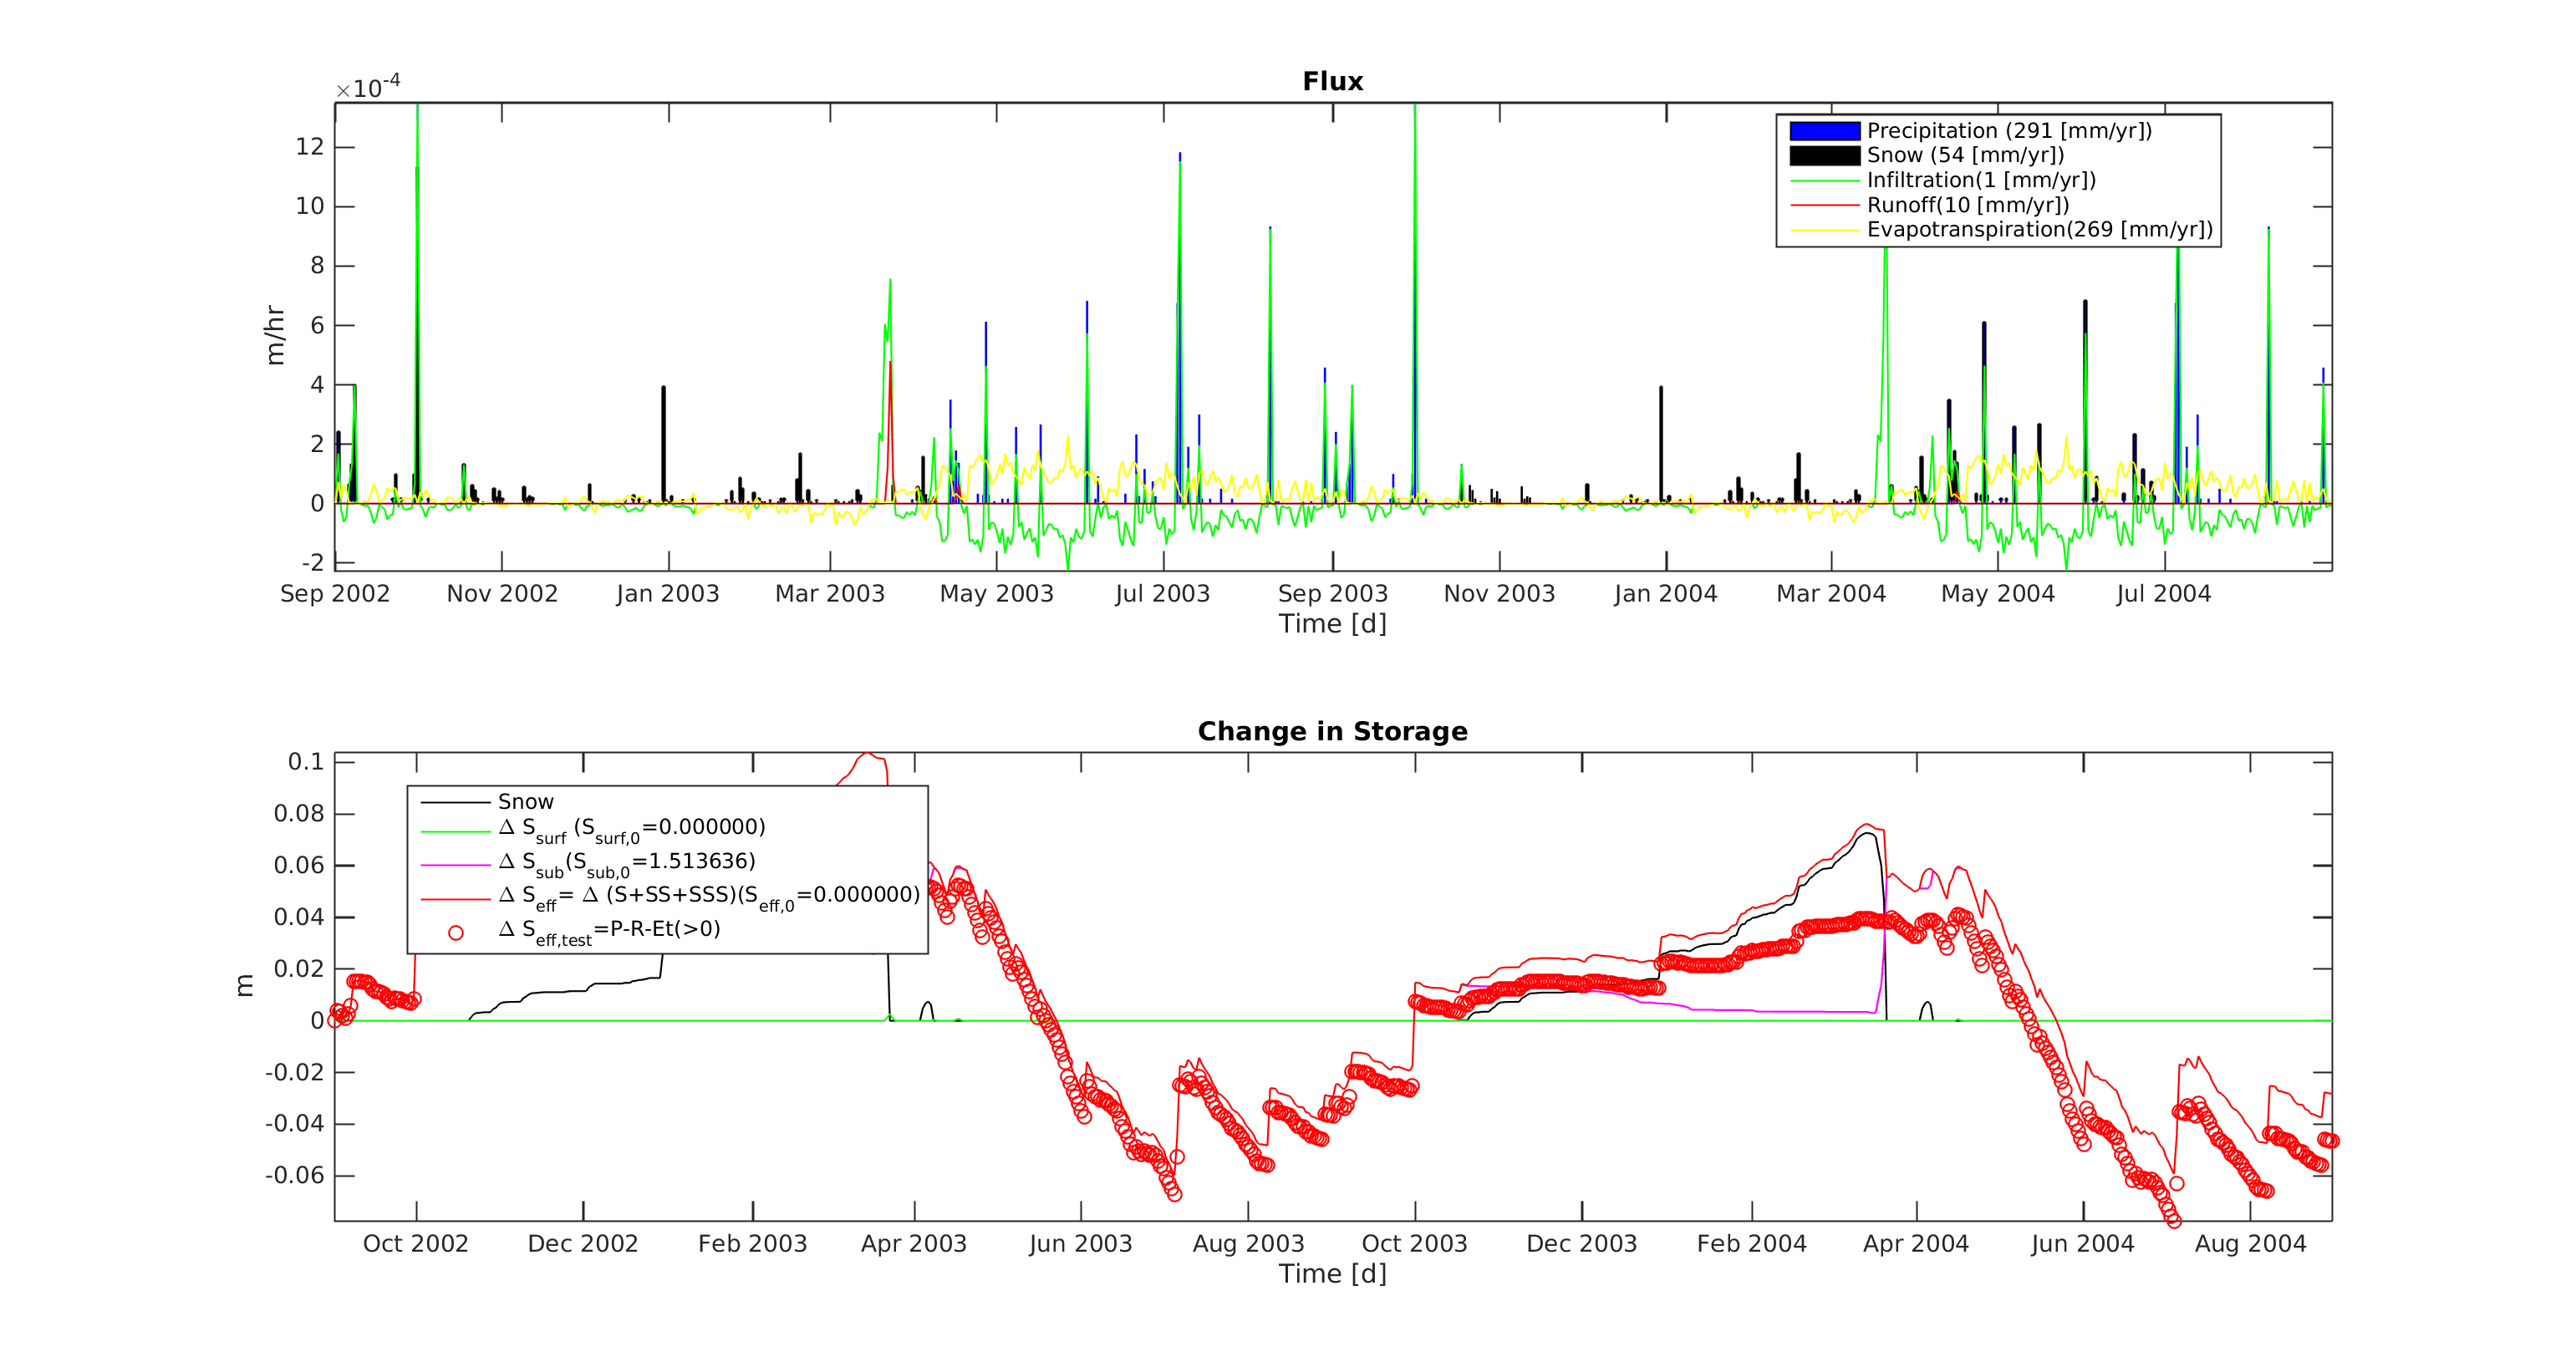 Flux
×10-4
12
10
8
6
4
2
0
-2
m/hr
Precipitation (291 [mm/yr])
Snow (54 [mm/yr])
Infiltration(1 [mm/yr])
Runoff(10 [mm/yr])
Evapotranspiration(269 [mm/yr])
Sep 2002 Nov 2002 Jan 2003 Mar 2003 May 2003 Jul 2003 Sep 2003 Nov 2003 Jan 2004 Mar 2004 May 2004 Jul 2004
Time [d]
Change in Storage
0.1
0.08
0.06
0.04
0.02
0
-0.02
-0.04
-0.06
m
Snow
Δ Ssurf (Ssurf,0=0.000000)
Δ Ssub(Ssub,0=1.513636)
Δ Seff= Δ (S+SS+SSS)(Seff,0=0.000000)
Δ Seff,test=P-R-Et(>0)
Oct 2002 Dec 2002 Feb 2003 Apr 2003 Jun 2003 Aug 2003 Oct 2003 Dec 2003 Feb 2004 Apr 2004 Jun 2004 Aug 2004
Time [d]